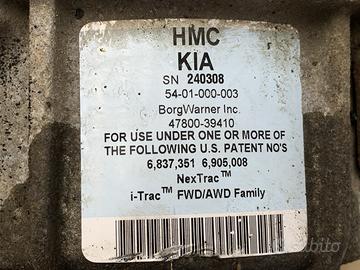 HMC
KIA
SN 240308
54-01-000-003
BorgWarner Inc.
47800-39410
FOR USE UNDER ONE OR MORE OF
THE FOLLOWING U.S. PATENT NO'S
6,837,351 6,905,008
NexTrac™
i-Trac™ FWD/AWD Family
subito